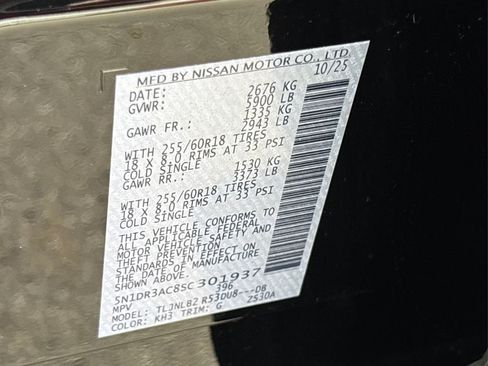 MFD BY NISSAN MOTOR CO., LTD.
DATE: 10/25
GVWR: 2676 KG
5900 LB
GAWR FR.: 1335 KG
2943 LB
WITH 255/60R18 TIRES
18 X 8.0 RIMS AT 33 PSI
COLD SINGLE
GAWR RR.: 1530 KG
3373 LB
WITH 255/60R18 TIRES
18 X 8.0 RIMS AT 33 PSI
COLD SINGLE
THIS VEHICLE CONFORMS TO
ALL APPLICABLE FEDERAL
MOTOR VEHICLE SAFETY AND
THEFT PREVENTION
STANDARDS IN EFFECT ON
THE DATE OF MANUFACTURE
SHOWN ABOVE.
5N1DR3AC8SC301937
MPV 396
MODEL: TLJNLB2 R53DU8---DB
COLOR: KH3 TRIM: G ZS30A